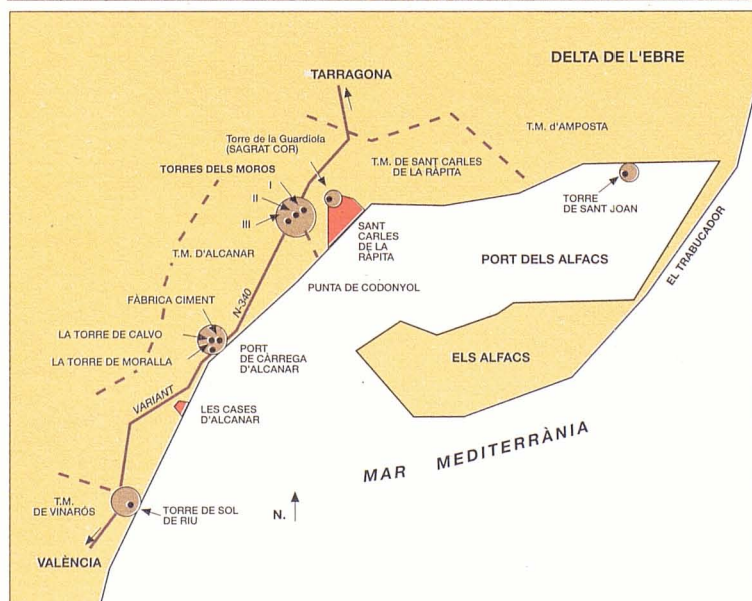 DELTA DE L'EBRE
TARRAGONA
T.M. d'AMPOSTA
Torre de la Guardiola
(SAGRAT COR)
T.M. DE SANT CARLES
DE LA RÀPITA
TORRES DELS MOROS
I
II
III
TORRE
DE SANT JOAN
SANT
CARLES
DE LA
RÀPITA
EL TRABUCADOR
T.M. D'ALCANAR
PORT DELS ALFACS
PUNTA DE CODONYOL
N-340
FÀBRICA CIMENT
LA TORRE DE CALVO
LA TORRE DE MORALLA
PORT
DE CÀRREGA
D'ALCANAR
ELS ALFACS
VARIANT
LES CASES
D'ALCANAR
MAR MEDITERRÀNIA
T.M.
DE VINARÓS
TORRE DE SOL
DE RIU
N.
VALÈNCIA